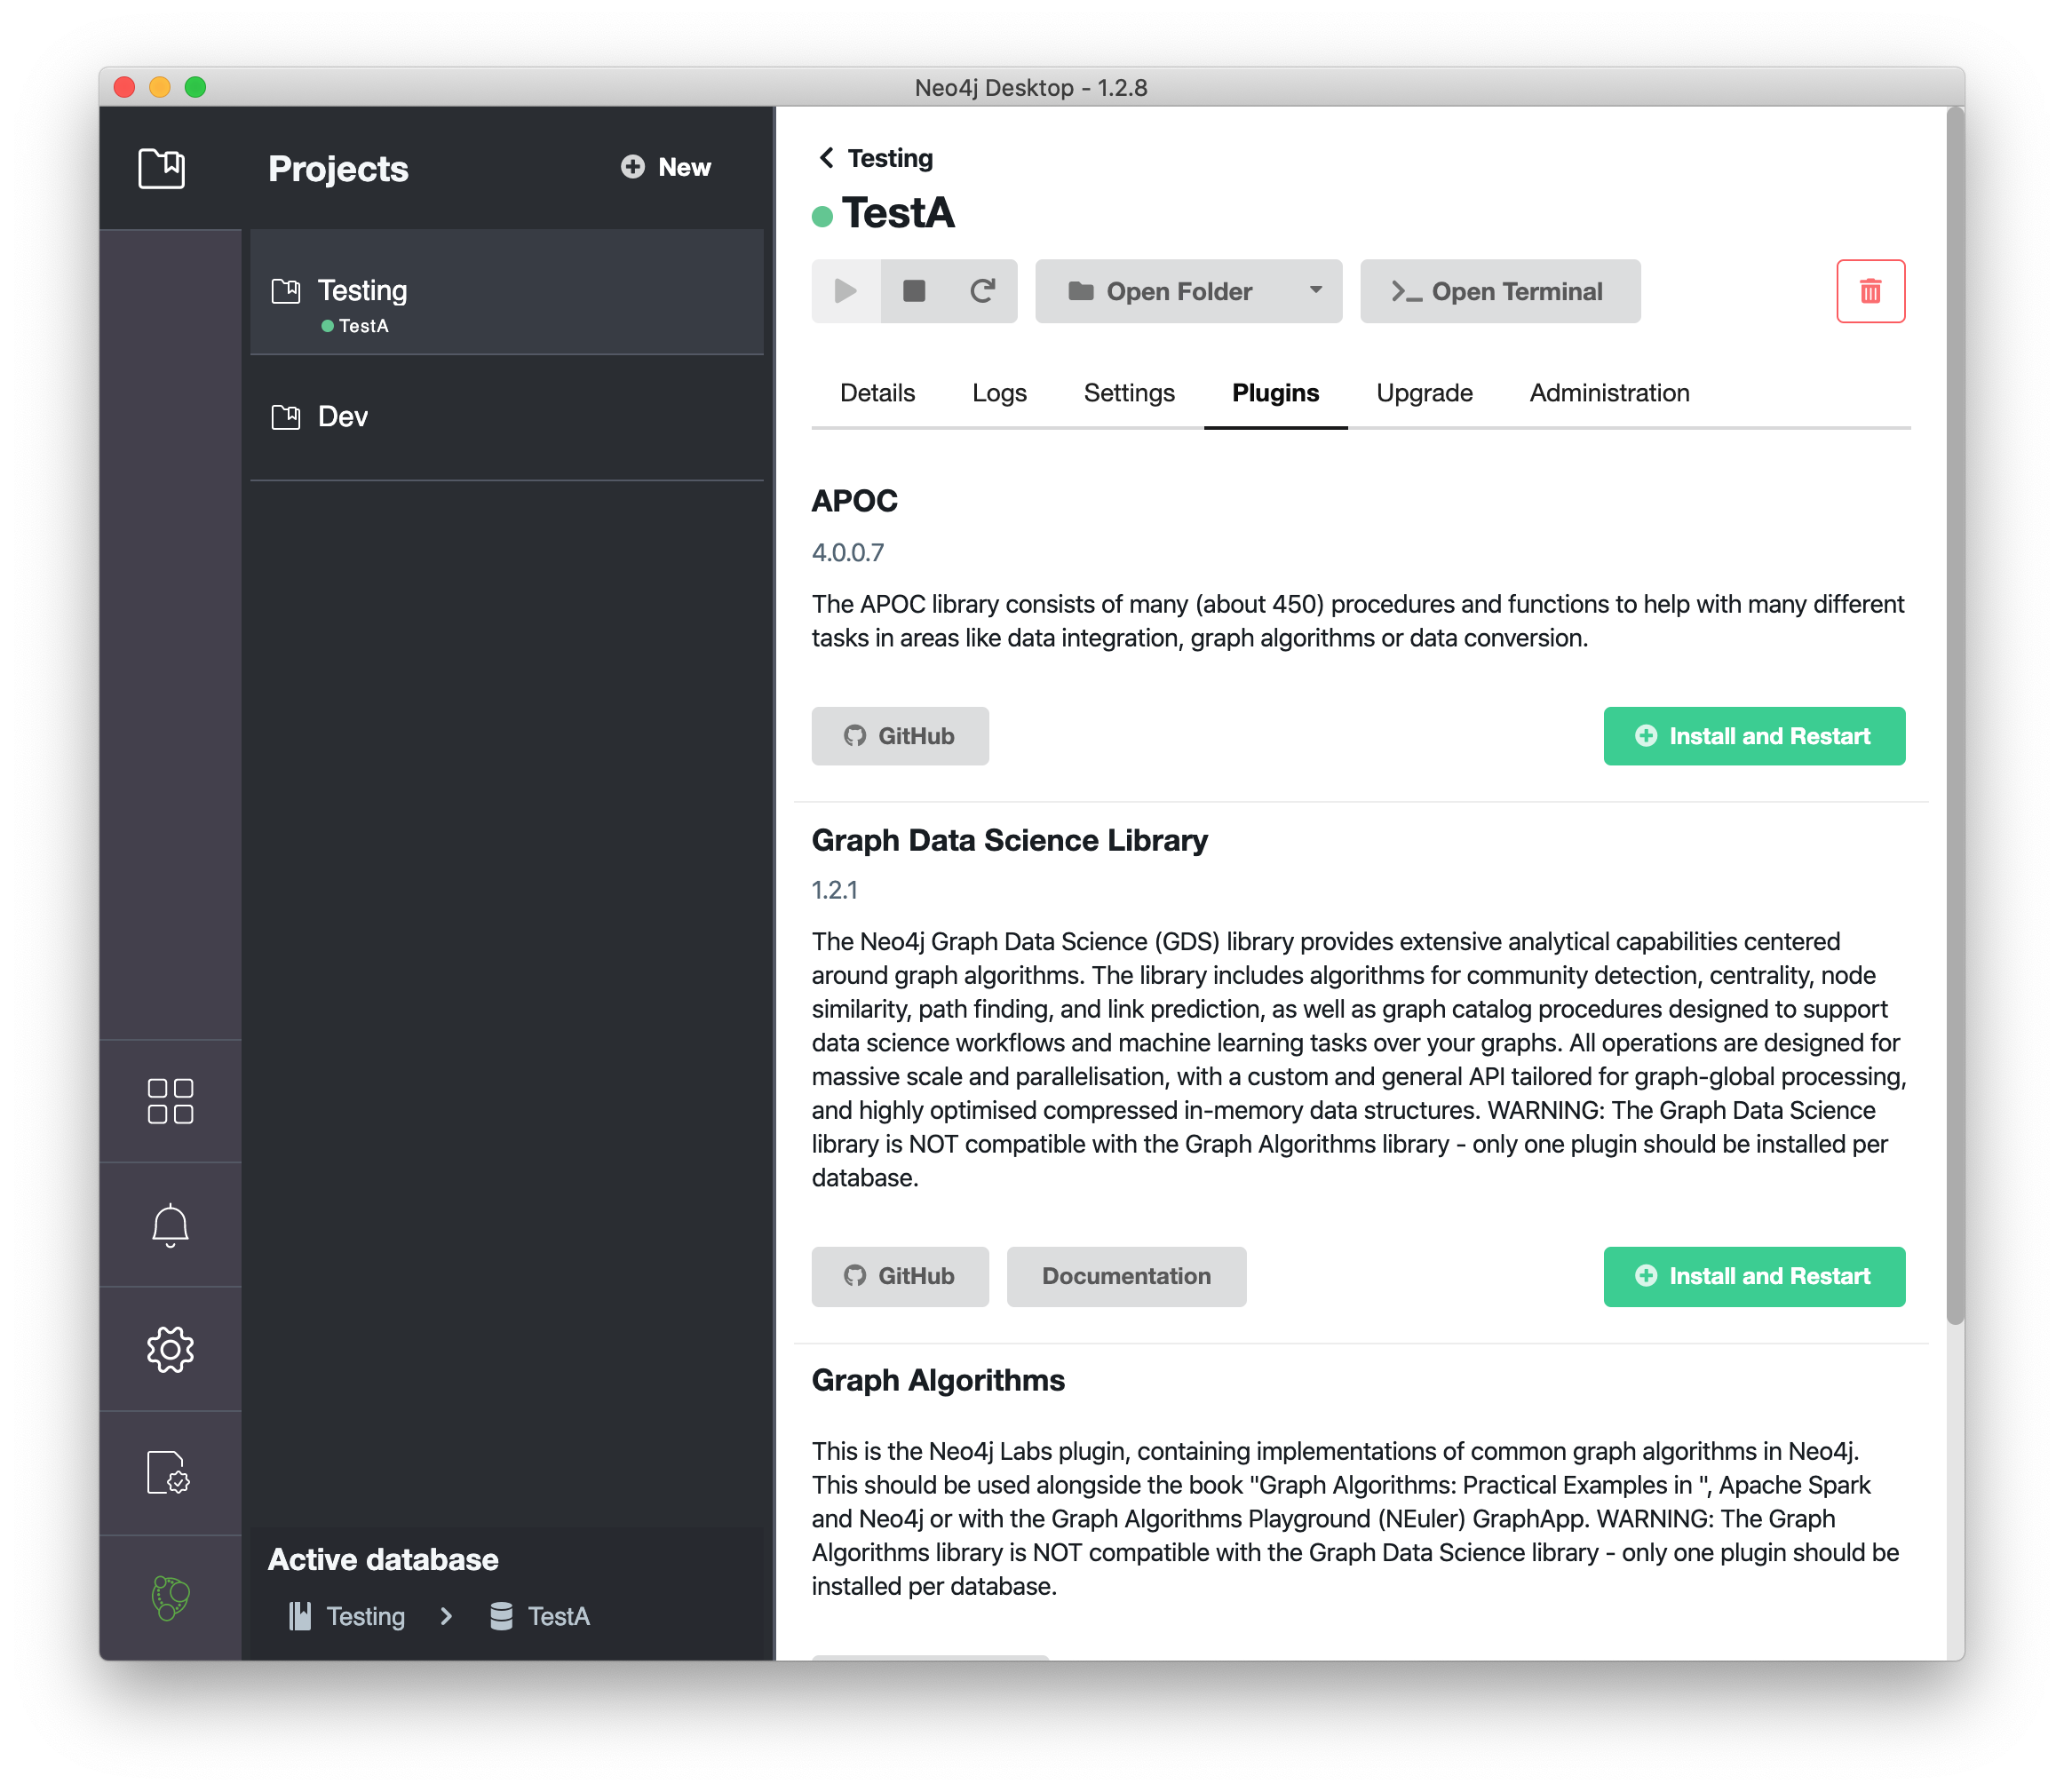 Neo4j Desktop - 1.2.8
Projects
New
Testing
TestA
Dev
Active database
Testing
TestA
Testing
TestA
Open Folder
Open Terminal
Details
Logs
Settings
Plugins
Upgrade
Administration
APOC
4.0.0.7
The APOC library consists of many (about 450) procedures and functions to help with many different
tasks in areas like data integration, graph algorithms or data conversion.
GitHub
Install and Restart
Graph Data Science Library
1.2.1
The Neo4j Graph Data Science (GDS) library provides extensive analytical capabilities centered
around graph algorithms. The library includes algorithms for community detection, centrality, node
similarity, path finding, and link prediction, as well as graph catalog procedures designed to support
data science workflows and machine learning tasks over your graphs. All operations are designed for
massive scale and parallelisation, with a custom and general API tailored for graph-global processing,
and highly optimised compressed in-memory data structures. WARNING: The Graph Data Science
library is NOT compatible with the Graph Algorithms library - only one plugin should be installed per
database.
GitHub
Documentation
Install and Restart
Graph Algorithms
This is the Neo4j Labs plugin, containing implementations of common graph algorithms in Neo4j.
This should be used alongside the book "Graph Algorithms: Practical Examples in ", Apache Spark
and Neo4j or with the Graph Algorithms Playground (NEuler) GraphApp. WARNING: The Graph
Algorithms library is NOT compatible with the Graph Data Science library - only one plugin should be
installed per database.